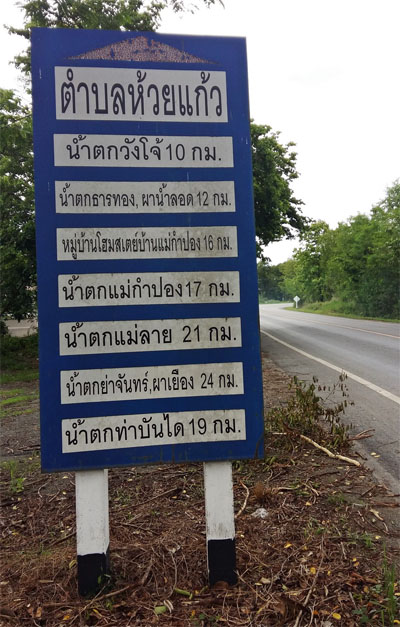 ตำบลห้วยแก้ว
น้ำตกวังโจ้ 10 กม.
น้ำตกธารทอง, ผาน้ำลอด 12 กม.
หมู่บ้านโฮมสเตย์บ้านแม่กำปอง 16 กม.
น้ำตกแม่กำปอง 17 กม.
น้ำตกแม่ลาย 21 กม.
น้ำตกย่าจันทร์,ผาเยือง 24 กม.
น้ำตกท่าบันได 19 กม.